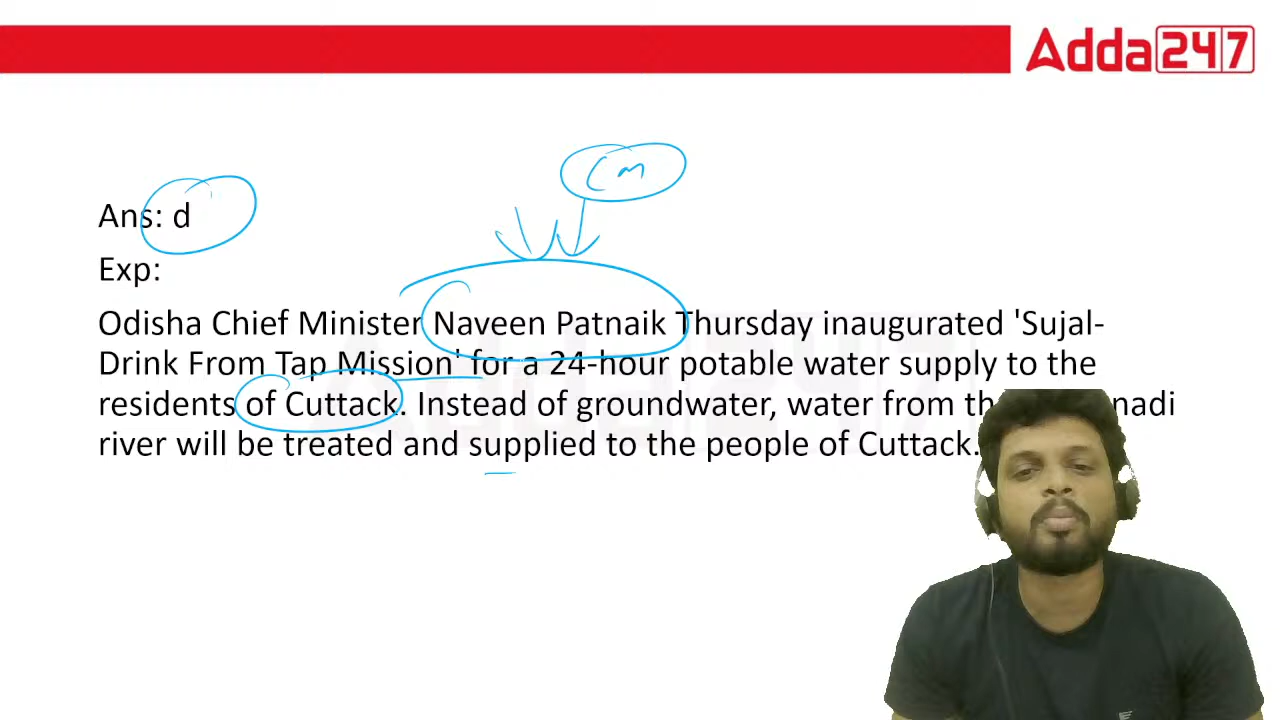 Adda247
CM
Ans: d
Exp:
Odisha Chief Minister Naveen Patnaik Thursday inaugurated 'Sujal-
Drink From Tap Mission' for a 24-hour potable water supply to the
residents of Cuttack. Instead of groundwater, water from nadi
river will be treated and supplied to the people of Cuttack.